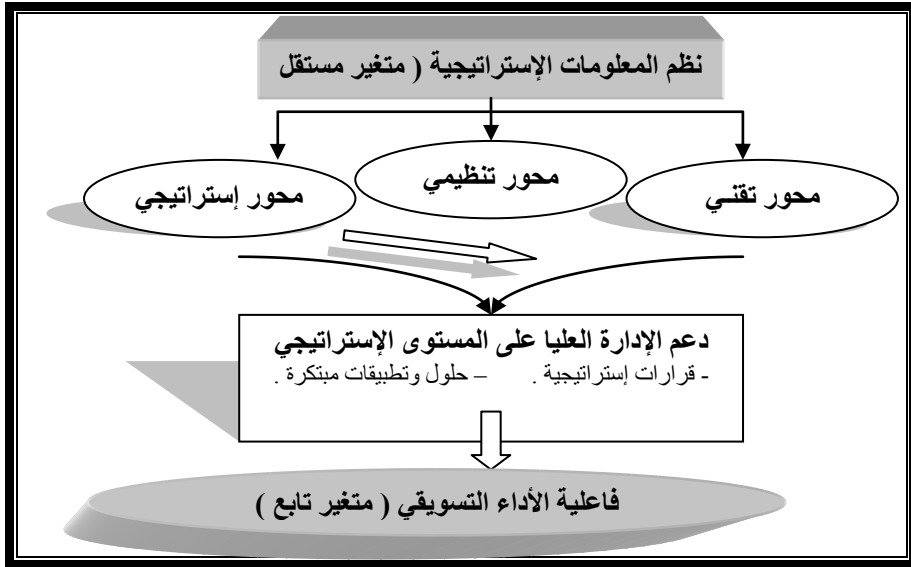 نظم المعلومات الإستراتيجية ( متغير مستقل
محور تقنـي
محور تنظيمي
محور إستراتيجي
دعم الإدارة العليا على المستوى الإستراتيجي
- قرارات إستراتيجية . – حلول وتطبيقات مبتكرة .
فاعلية الأداء التسويقي ( متغير تابع )